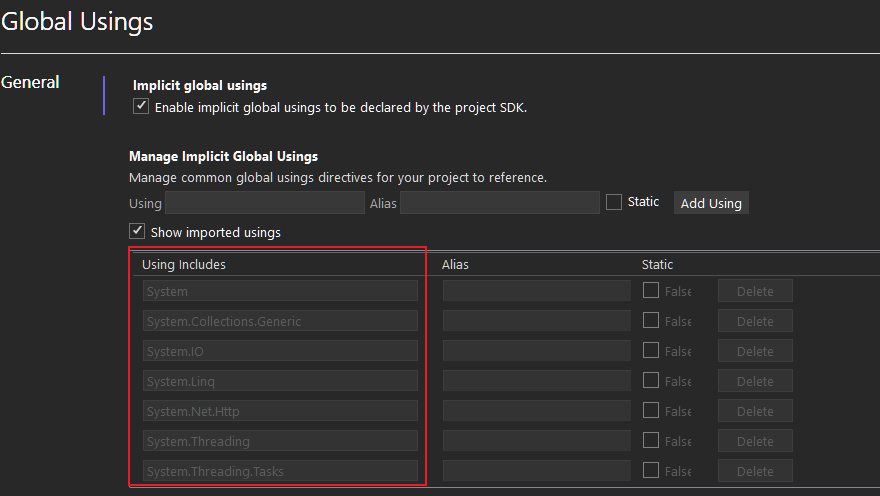 Global Usings
General
Implicit global usings
Enable implicit global usings to be declared by the project SDK.
Manage Implicit Global Usings
Manage common global usings directives for your project to reference.
Using Alias Static Add Using
Show imported usings
Using Includes Alias Static
System False Delete
System.Collections.Generic False Delete
System.IO False Delete
System.Linq False Delete
System.Net.Http False Delete
System.Threading False Delete
System.Threading.Tasks False Delete